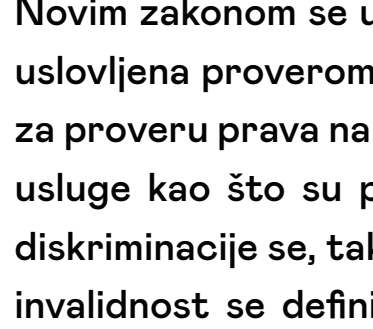 Novim zakonom se u
uslovljena proverom
za proveru prava na
usluge kao što su p
diskriminacije se, tak
invalidnost se defini